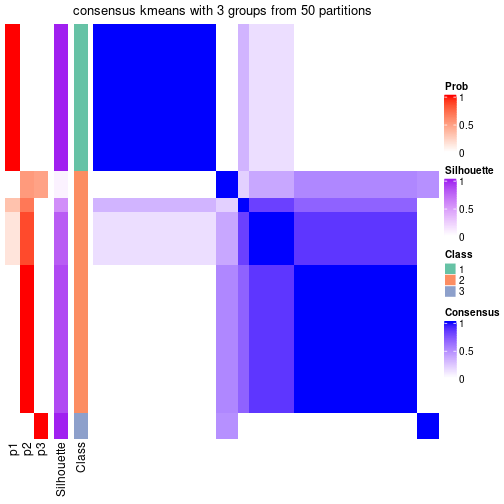 consensus kmeans with 3 groups from 50 partitions
Prob
1
0.5
0
Silhouette
1
0.5
0
Class
1
2
3
Consensus
1
0.5
0
p1
p2
p3
Silhouette
Class